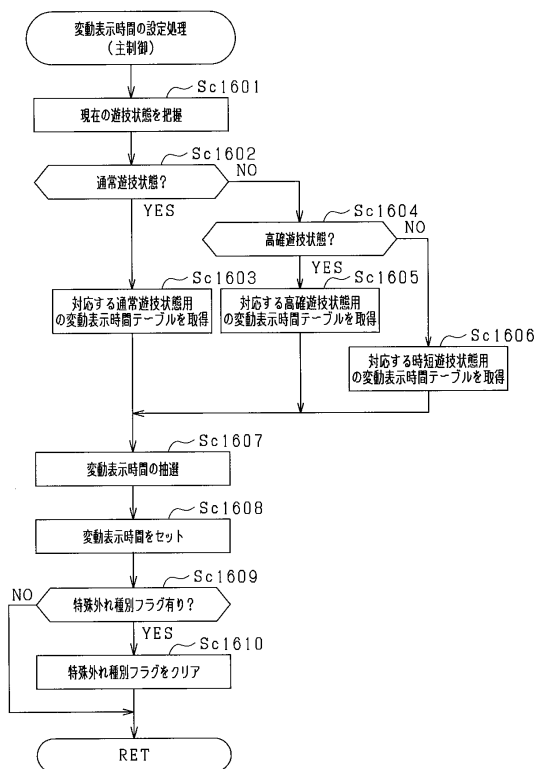 変動表示時間の設定処理
(主制御)
Sc1601
現在の遊技状態を把握
Sc1602
通常遊技状態?
NO
YES
Sc1604
高確遊技状態?
NO
YES
Sc1603
対応する通常遊技状態用
の変動表示時間テーブルを取得
Sc1605
対応する高確遊技状態用
の変動表示時間テーブルを取得
Sc1606
対応する時短遊技状態用
の変動表示時間テーブルを取得
Sc1607
変動表示時間の抽選
Sc1608
変動表示時間をセット
Sc1609
特殊外れ種別フラグ有り?
NO
YES
Sc1610
特殊外れ種別フラグをクリア
RET